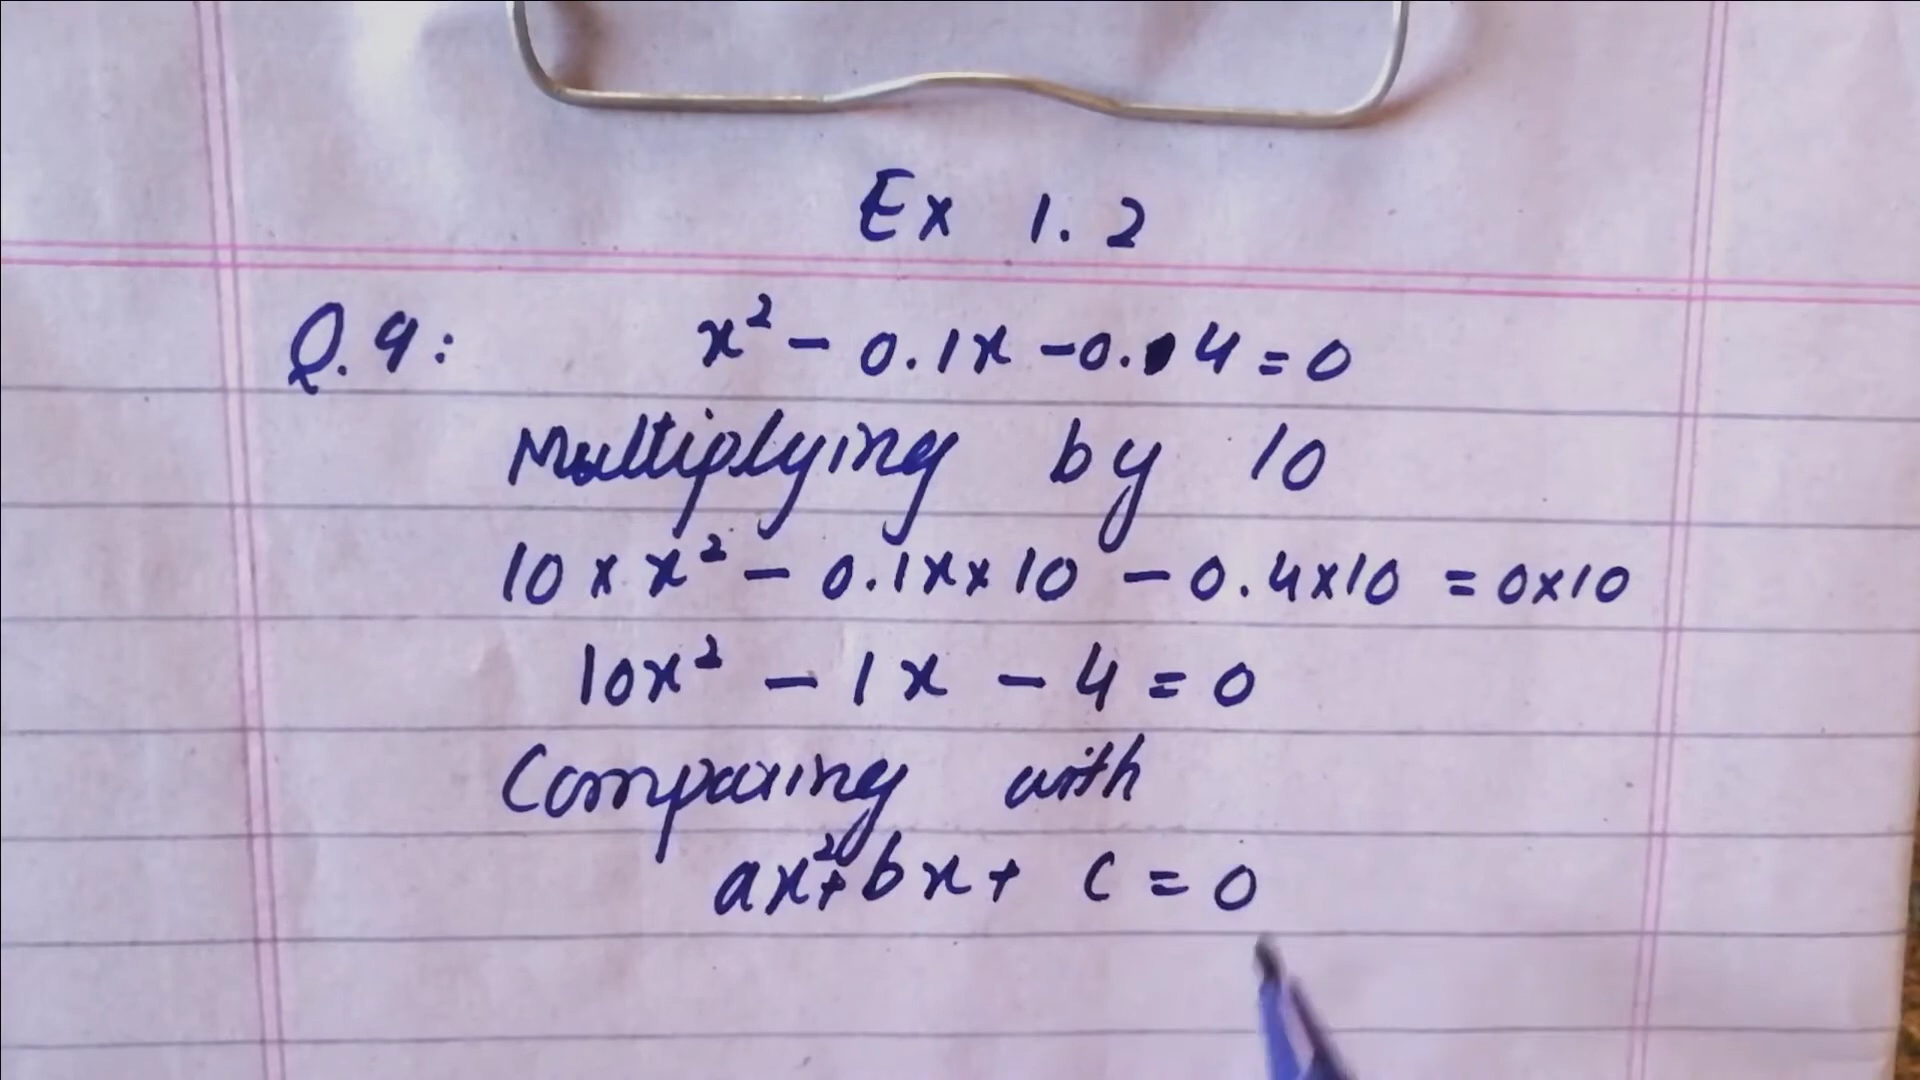 Ex 1.2
Q.9: x² - 0.1x - 0.4 = 0
Multiplying by 10
10 × x² - 0.1x × 10 - 0.4 × 10 = 0 × 10
10x² - 1x - 4 = 0
Comparing with
ax² + bx + c = 0